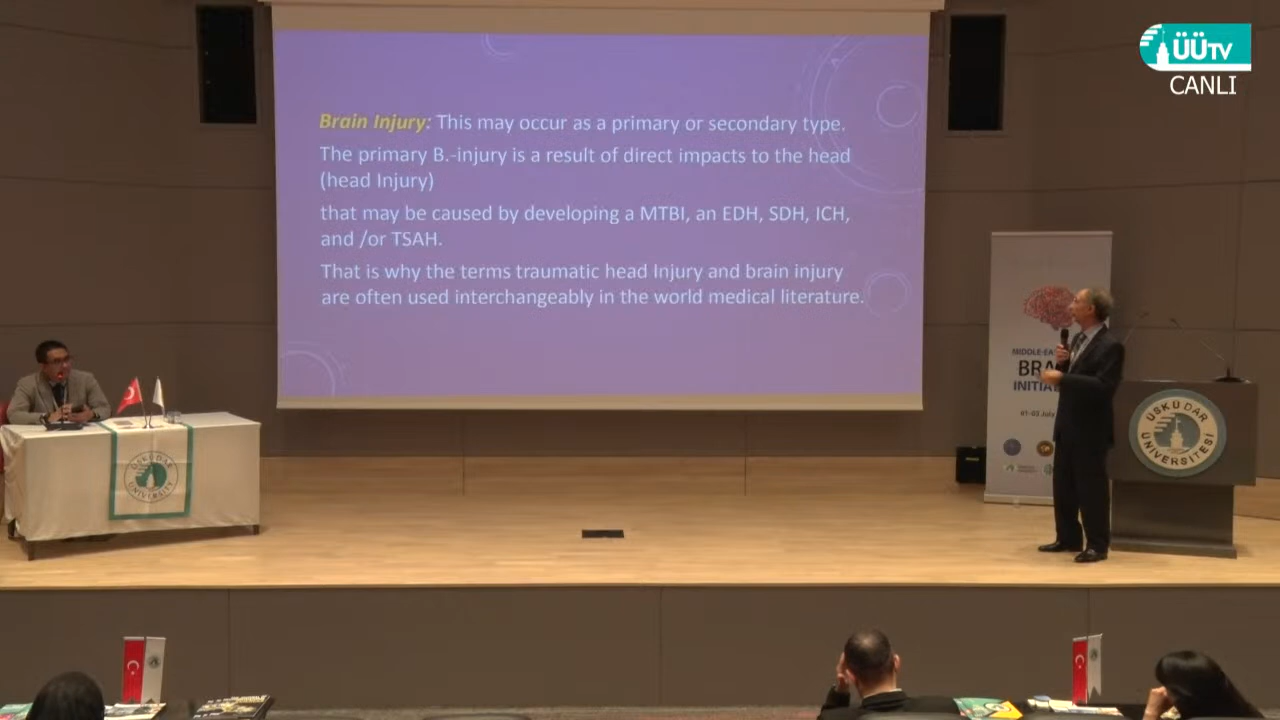 ÜÜTV
CANLI
Brain Injury: This may occur as a primary or secondary type.
The primary B.-injury is a result of direct impacts to the head
(head Injury)
that may be caused by developing a MTBI, an EDH, SDH, ICH,
and /or TSAH.
That is why the terms traumatic head Injury and brain injury
are often used interchangeably in the world medical literature.
ÜSKÜDAR
ÜNİVERSİTESİ
ÜSKÜDAR
UNIVERSITY